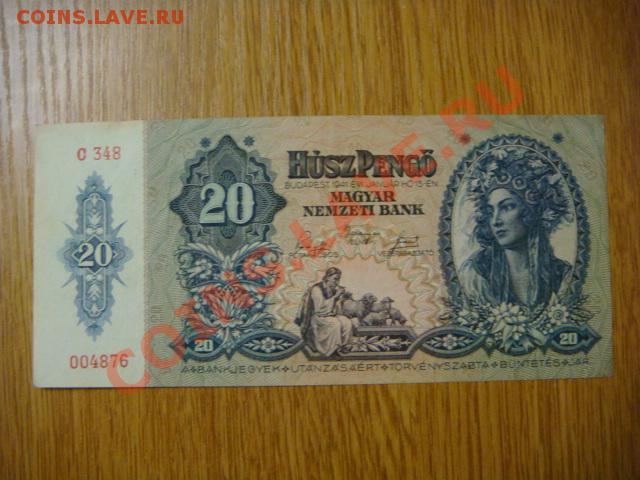 COINS.LAVE.RU
C 348
20
004876
20
HÚSZ PENGŐ
BUDAPEST, 1941. ÉVI JANUÁR HÓ 15-ÉN.
MAGYAR
NEMZETI BANK
20
20
A BANKJEGYEK UTÁNZÁSÁÉRT TÖRVÉNYSZABTA BÜNTETÉS JÁR.
COINS.LAVE.RU